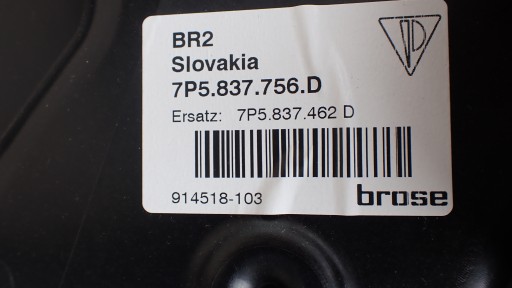 BR2
Slovakia
7P5.837.756.D
Ersatz: 7P5.837.462 D
914518-103
brose